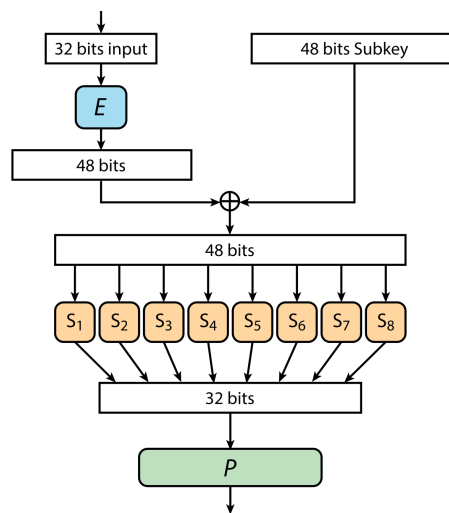 32 bits input
48 bits Subkey
E
48 bits
48 bits
S₁ S₂ S₃ S₄ S₅ S₆ S₇ S₈
32 bits
P